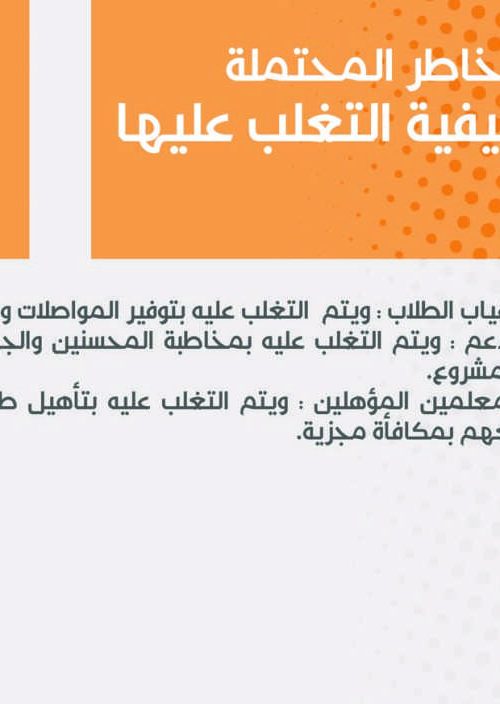 خاطر المحتملة
يفية التغلب عليها
ياب الطلاب : ويتم التغلب عليه بتوفير المواصلات و
عم : ويتم التغلب عليه بمخاطبة المحسنين والج
مشروع.
معلمين المؤهلين : ويتم التغلب عليه بتأهيل ط
هم بمكافأة مجزية.